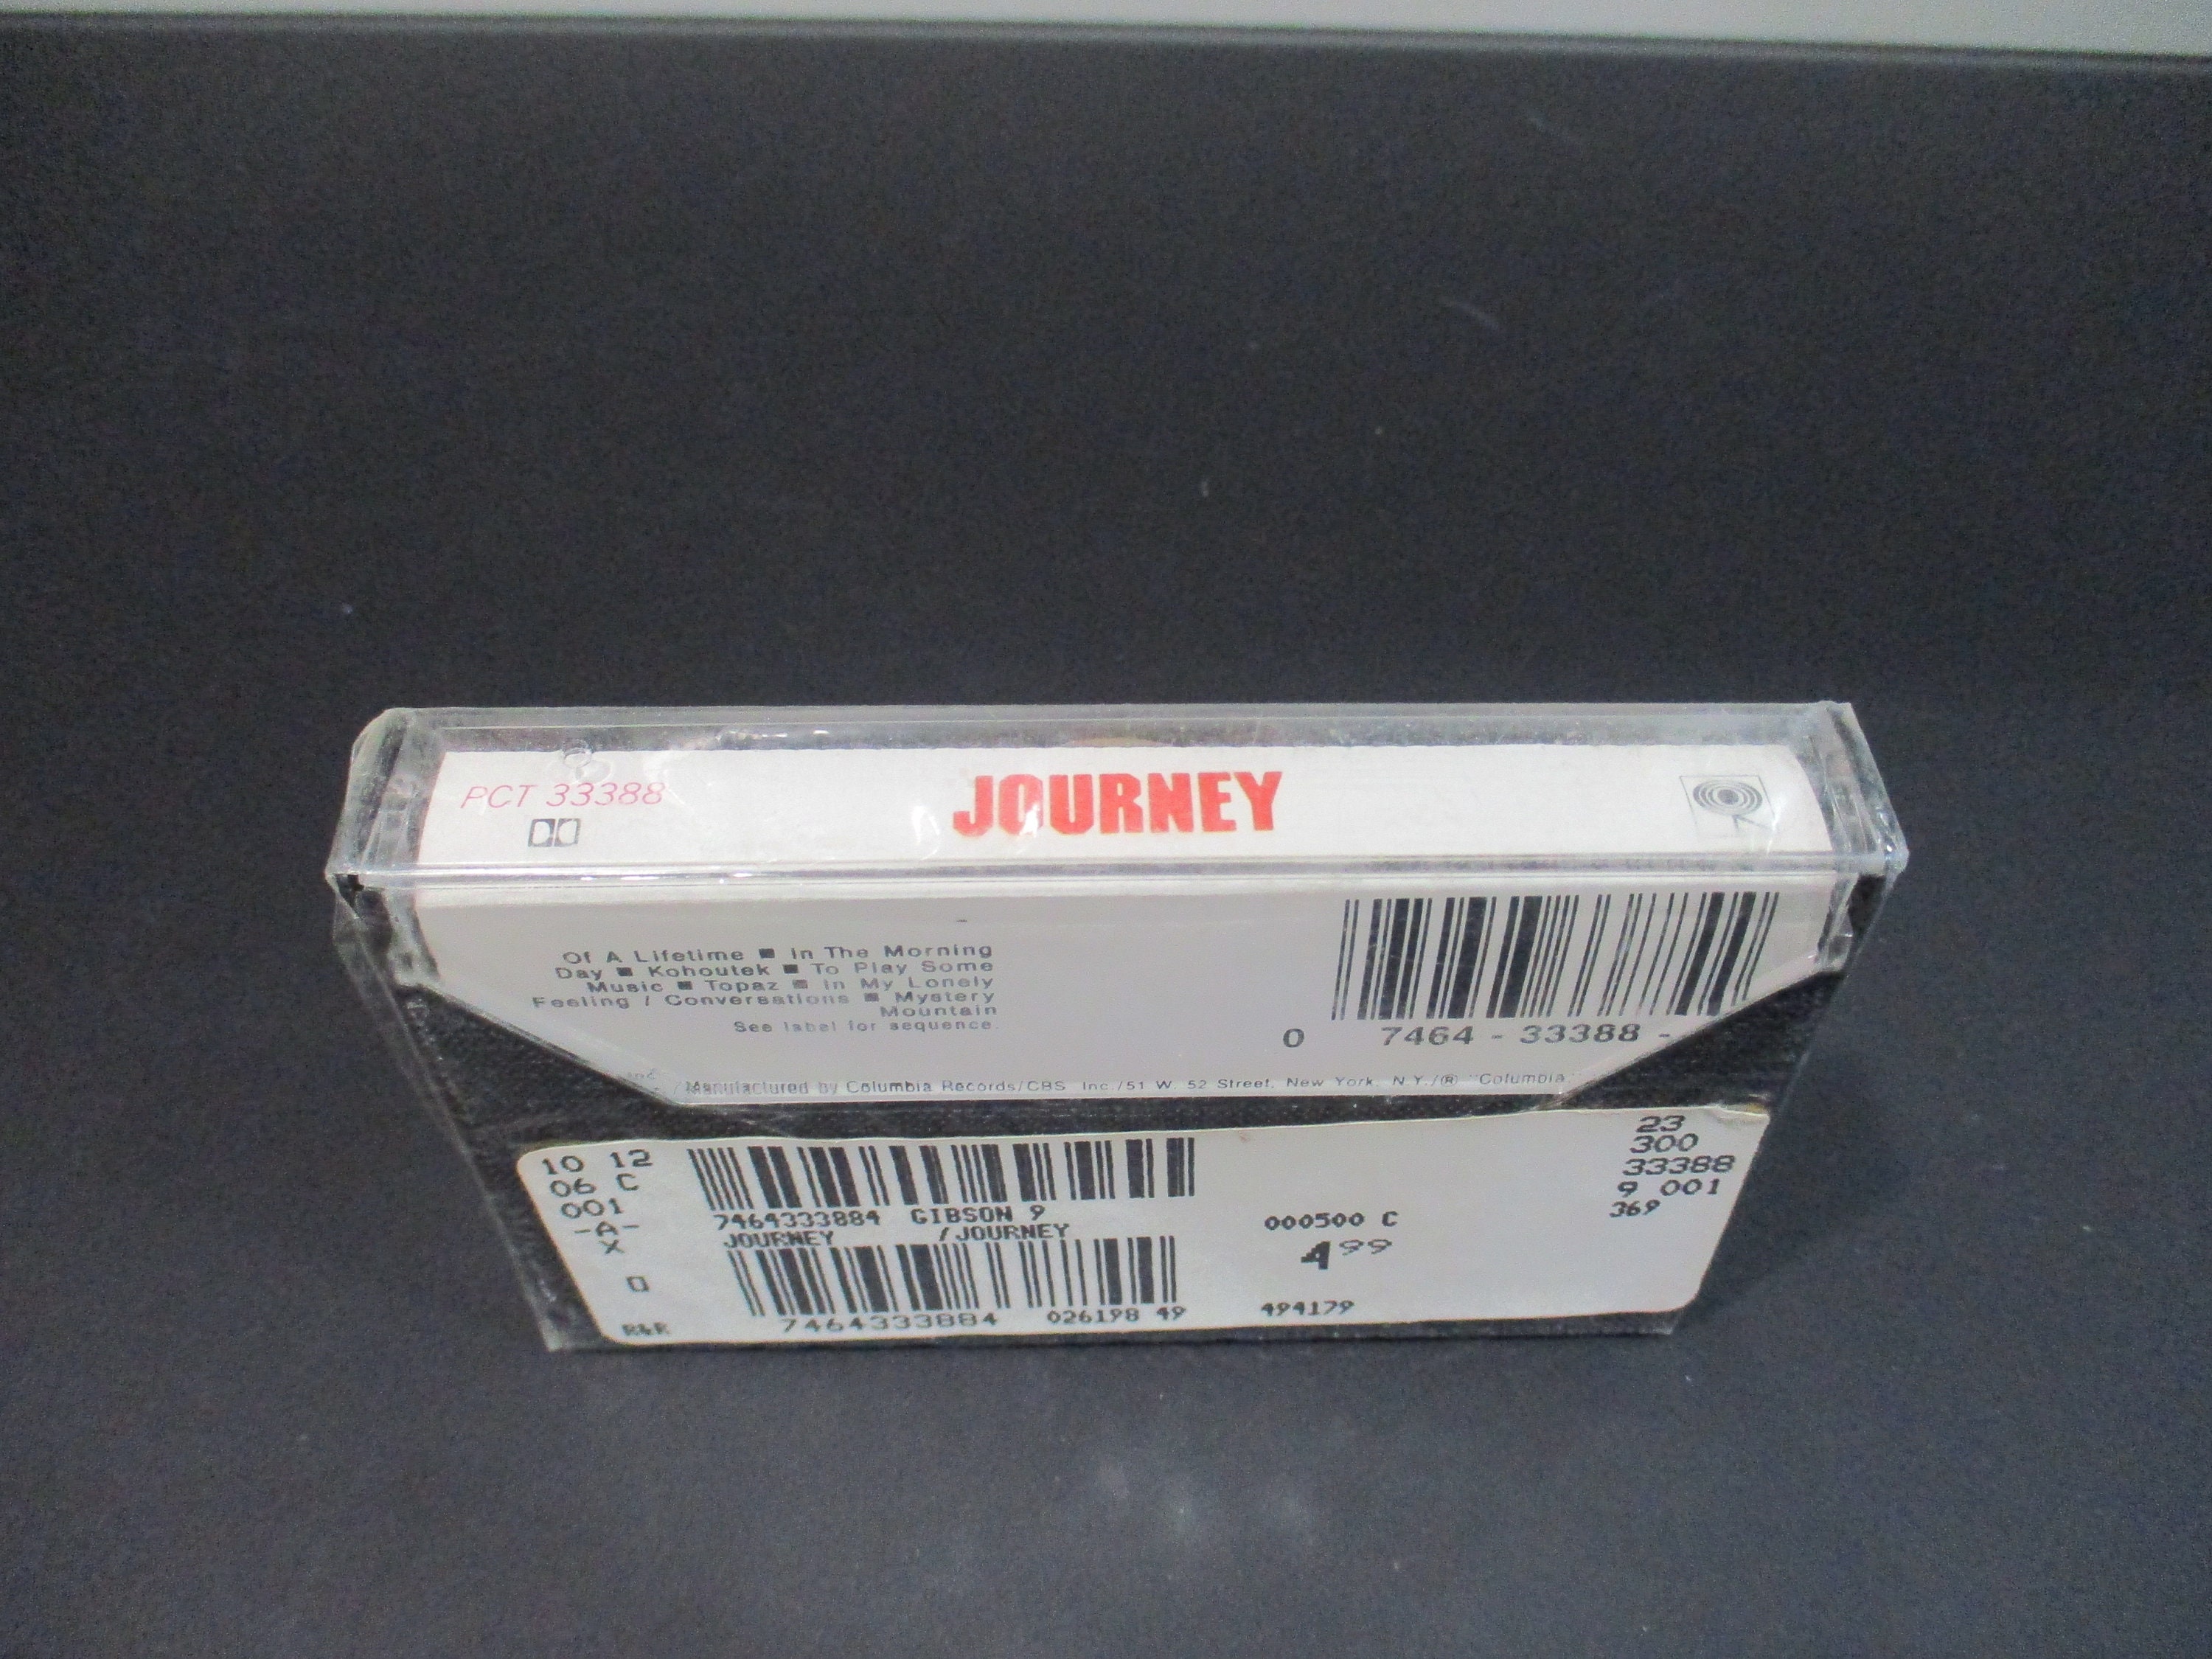 PCT 33388
JOURNEY
Of A Lifetime ■ In The Morning
Day ■ Kohoutek ■ To Play Some
Music ■ Topaz ■ In My Lonely
Feeling / Conversations ■ Mystery
Mountain
See label for sequence.
0 7464 - 33388 -
/Manufactured by Columbia Records/CBS Inc./51 W. 52 Street, New York, N.Y./® "Columbia
10 12
06 C
001
-A-
X
0
R&R
7464333884 GIBSON 9
JOURNEY /JOURNEY
7464333884 026198 49
000500 C
4 99
494179
23
300
33388
9 001
369